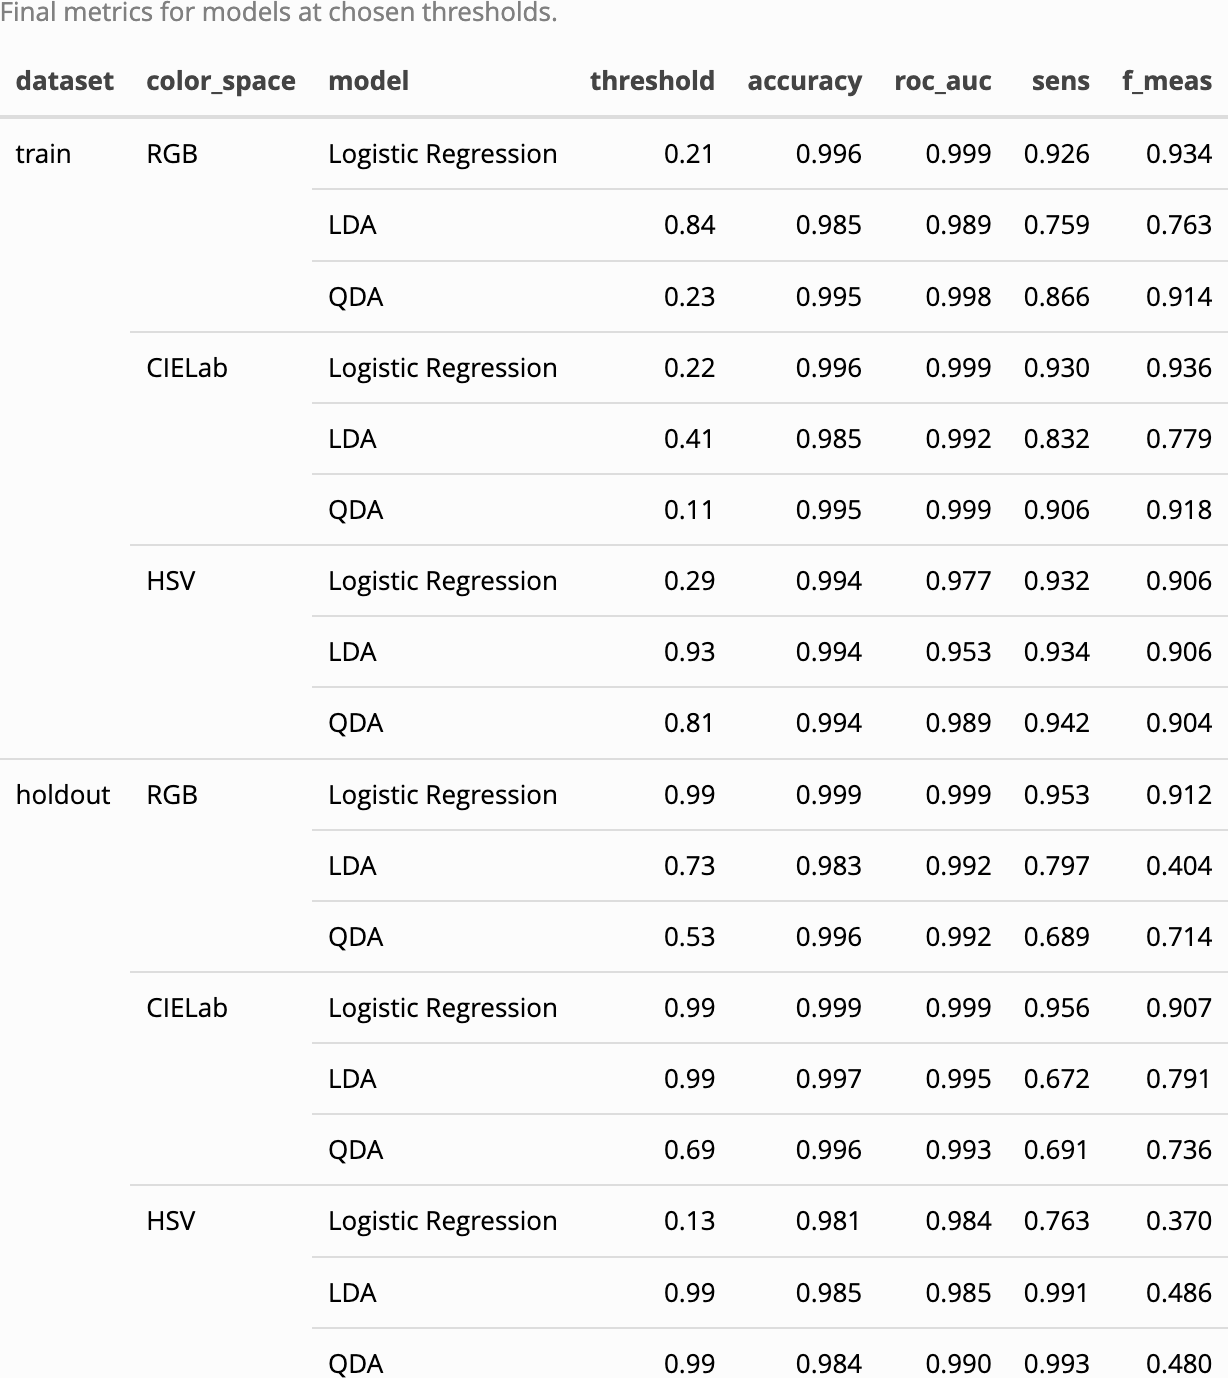 Final metrics for models at chosen thresholds.
dataset color_space model threshold accuracy roc_auc sens f_meas
train RGB Logistic Regression 0.21 0.996 0.999 0.926 0.934
LDA 0.84 0.985 0.989 0.759 0.763
QDA 0.23 0.995 0.998 0.866 0.914
CIELab Logistic Regression 0.22 0.996 0.999 0.930 0.936
LDA 0.41 0.985 0.992 0.832 0.779
QDA 0.11 0.995 0.999 0.906 0.918
HSV Logistic Regression 0.29 0.994 0.977 0.932 0.906
LDA 0.93 0.994 0.953 0.934 0.906
QDA 0.81 0.994 0.989 0.942 0.904
holdout RGB Logistic Regression 0.99 0.999 0.999 0.953 0.912
LDA 0.73 0.983 0.992 0.797 0.404
QDA 0.53 0.996 0.992 0.689 0.714
CIELab Logistic Regression 0.99 0.999 0.999 0.956 0.907
LDA 0.99 0.997 0.995 0.672 0.791
QDA 0.69 0.996 0.993 0.691 0.736
HSV Logistic Regression 0.13 0.981 0.984 0.763 0.370
LDA 0.99 0.985 0.985 0.991 0.486
QDA 0.99 0.984 0.990 0.993 0.480